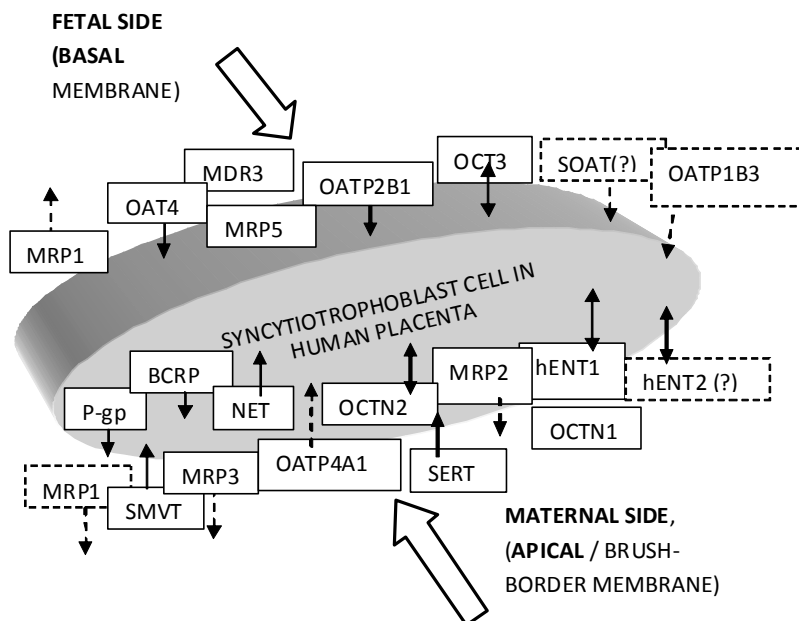 FETAL SIDE
(BASAL
MEMBRANE)
MDR3
OCT3
SOAT(?)
OATP1B3
OATP2B1
OAT4
MRP5
MRP1
SYNCYTIOTROPHOBLAST CELL IN
HUMAN PLACENTA
BCRP
MRP2
hENT1
hENT2 (?)
P-gp
NET
OCTN2
OCTN1
MRP1
MRP3
OATP4A1
SERT
SMVT
MATERNAL SIDE,
(APICAL / BRUSH-
BORDER MEMBRANE)